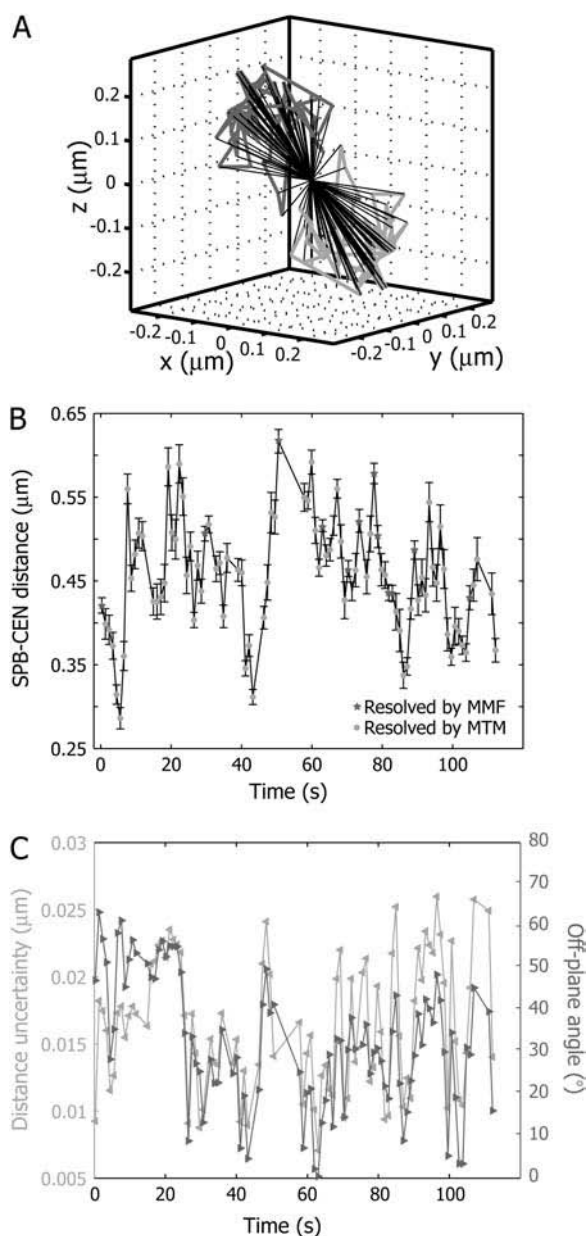 A
z (μm)
0.2
0.1
0
-0.1
-0.2
-0.2
-0.1
0
0.1
0.2
x (μm)
-0.2
-0.1
0
0.1
0.2
y (μm)
B
SPB-CEN distance (μm)
0.65
0.55
0.45
0.35
0.25
Resolved by MMF
Resolved by MTM
0 20 40 60 80 100
Time (s)
C
Distance uncertainty (μm)
0.03
0.025
0.02
0.015
0.01
0.005
80
70
60
50
40
30
20
10
0
Off-plane angle (°)
0 20 40 60 80 100
Time (s)